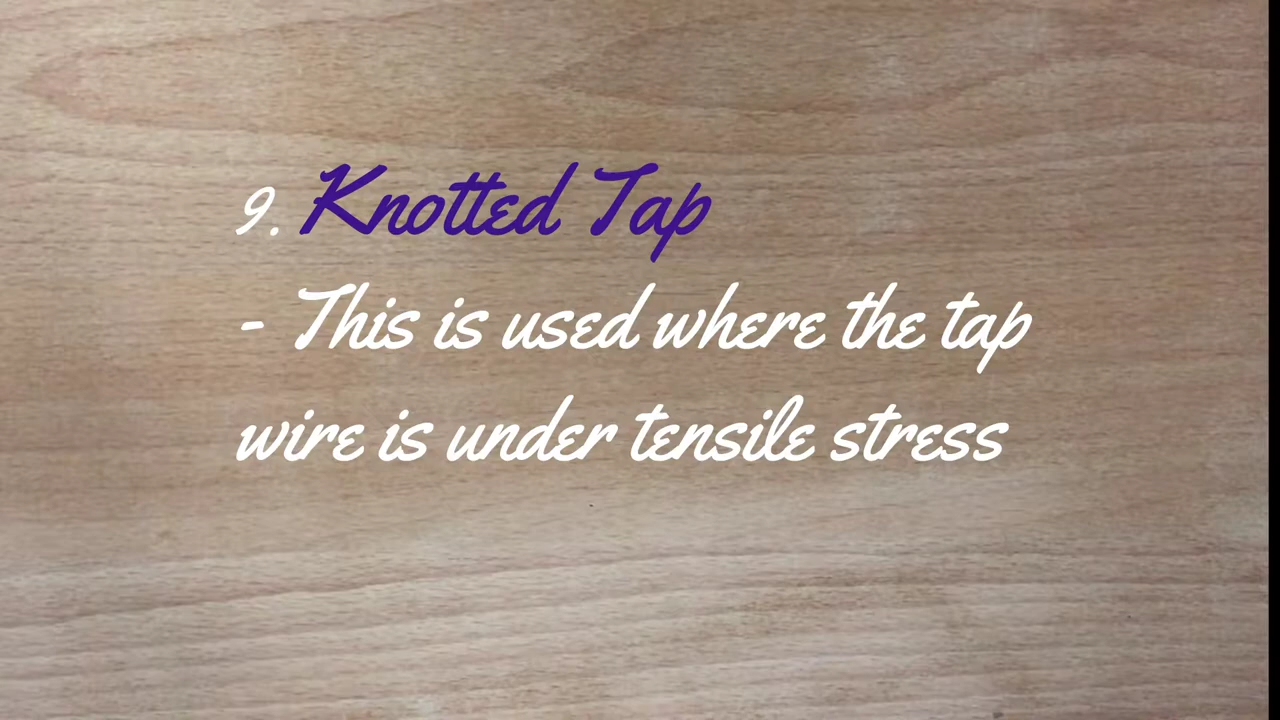 9. Knotted Tap
- This is used where the tap
wire is under tensile stress